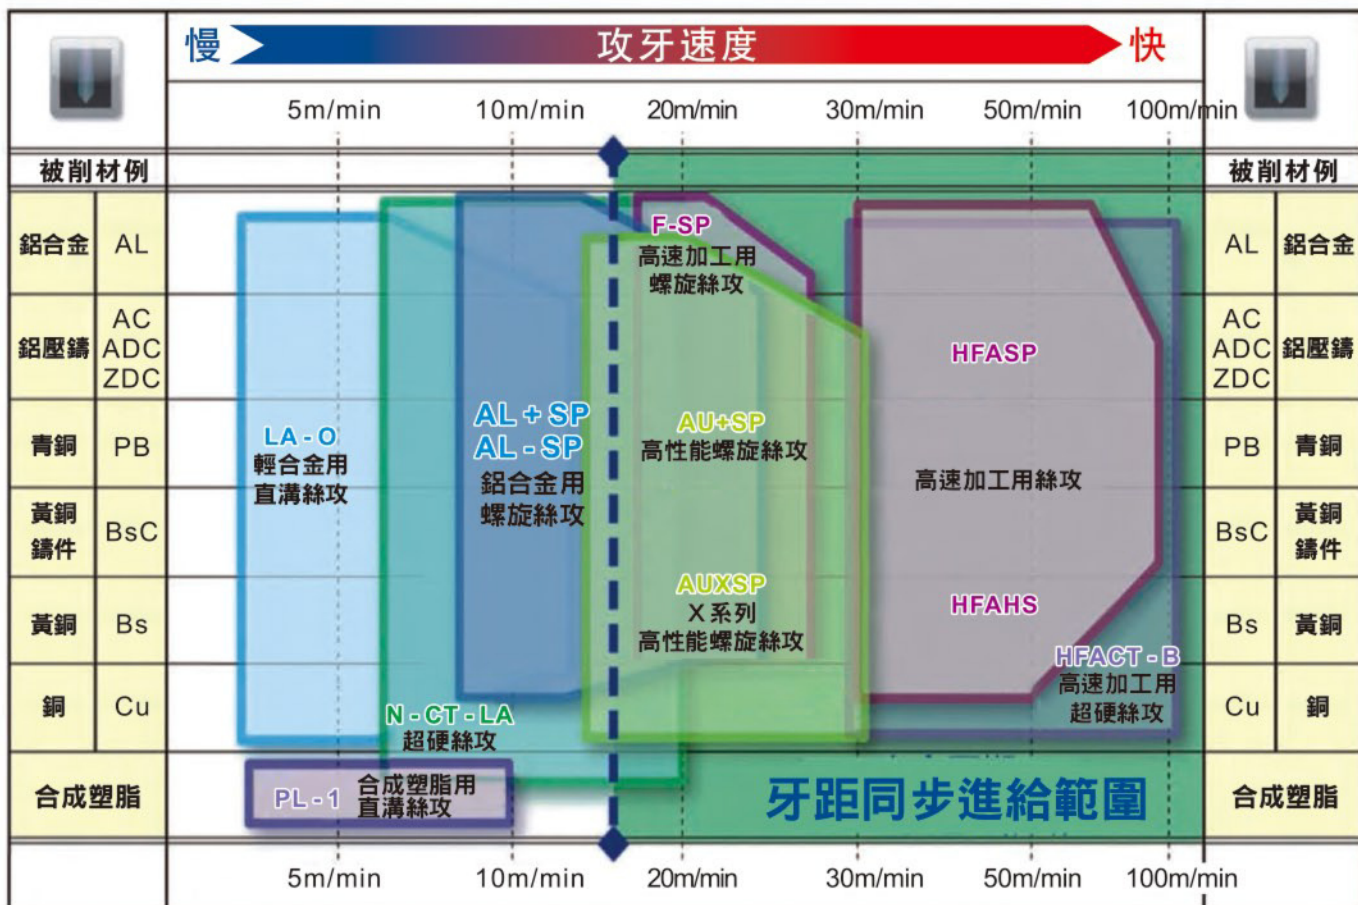 慢 攻牙速度 快
5m/min 10m/min 20m/min 30m/min 50m/min 100m/min
被削材例 被削材例
鋁合金 AL AL 鋁合金
鋁壓鑄 AC ADC ZDC AC ADC ZDC 鋁壓鑄
青銅 PB PB 青銅
黃銅鑄件 BsC BsC 黃銅鑄件
黃銅 Bs Bs 黃銅
銅 Cu Cu 銅
合成塑脂 合成塑脂
LA-O
輕合金用
直溝絲攻
AL+SP
AL-SP
鋁合金用
螺旋絲攻
F-SP
高速加工用
螺旋絲攻
AU+SP
高性能螺旋絲攻
AUXSP
X系列
高性能螺旋絲攻
HFASP
高速加工用絲攻
HFAHS
HFACT-B
高速加工用
超硬絲攻
N-CT-LA
超硬絲攻
PL-1 合成塑脂用
直溝絲攻
牙距同步進給範圍
5m/min 10m/min 20m/min 30m/min 50m/min 100m/min